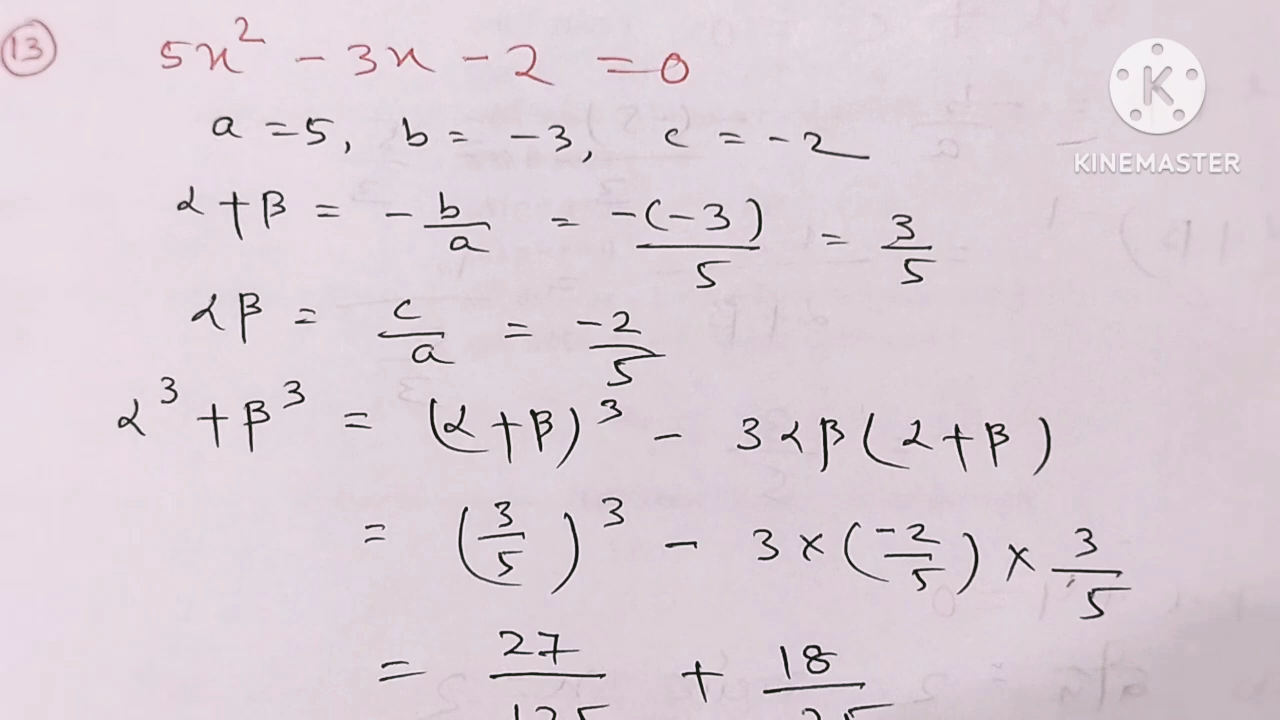 13 5x² - 3x - 2 = 0
K
KINEMASTER
a = 5, b = -3, c = -2
α + β = - b/a = -(-3)/5 = 3/5
αβ = c/a = -2/5
α³ + β³ = (α + β)³ - 3αβ(α + β)
= (3/5)³ - 3 × (-2/5) × 3/5
= 27/125 + 18/25